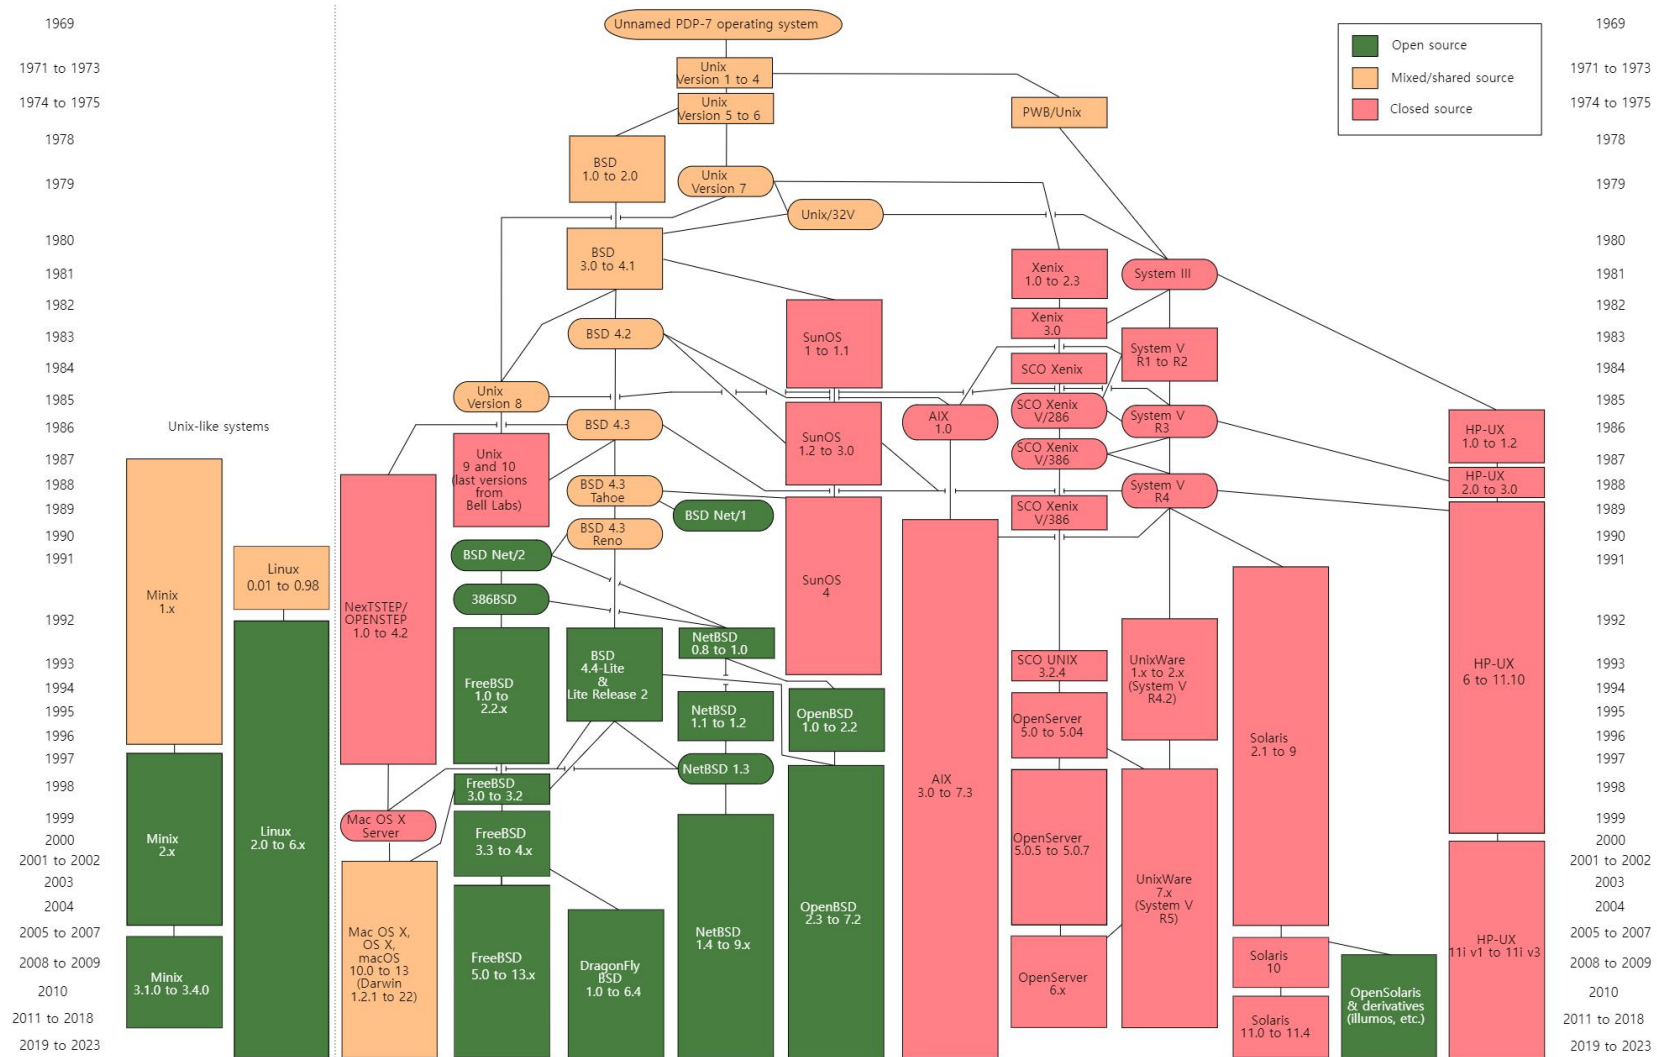 1969
Unnamed PDP-7 operating system
1969
Open source
Mixed/shared source
Closed source
1971 to 1973
Unix
Version 1 to 4
1971 to 1973
1974 to 1975
Unix
Version 5 to 6
PWB/Unix
1974 to 1975
1978
BSD
1.0 to 2.0
1978
1979
Unix
Version 7
Unix/32V
1979
1980
BSD
3.0 to 4.1
1980
1981
Xenix
1.0 to 2.3
System III
1981
1982
Xenix
3.0
1982
1983
BSD 4.2
SunOS
1 to 1.1
System V
R1 to R2
1983
1984
SCO Xenix
1984
1985
Unix
Version 8
AIX
1.0
SCO Xenix
V/286
System V
R3
1985
1986
Unix-like systems
BSD 4.3
SunOS
1.2 to 3.0
HP-UX
1.0 to 1.2
1986
1987
Unix
9 and 10
(last versions
from
Bell Labs)
SCO Xenix
V/386
1987
1988
BSD 4.3
Tahoe
System V
R4
HP-UX
2.0 to 3.0
1988
1989
BSD Net/1
SCO Xenix
V/386
1989
1990
BSD 4.3
Reno
1990
1991
BSD Net/2
1991
Minix
1.x
Linux
0.01 to 0.98
NexTSTEP/
OPENSTEP
1.0 to 4.2
386BSD
SunOS
4
1992
NetBSD
0.8 to 1.0
1992
1993
BSD
4.4-Lite
&
Lite Release 2
SCO UNIX
3.2.4
UnixWare
1.x to 2.x
(System V
R4.2)
HP-UX
6 to 11.10
1993
1994
FreeBSD
1.0 to
2.2.x
1994
1995
NetBSD
1.1 to 1.2
OpenBSD
1.0 to 2.2
OpenServer
5.0 to 5.04
1995
1996
Solaris
2.1 to 9
1996
1997
NetBSD 1.3
1997
1998
FreeBSD
3.0 to 3.2
AIX
3.0 to 7.3
1998
1999
Mac OS X
Server
1999
2000
Minix
2.x
Linux
2.0 to 6.x
FreeBSD
3.3 to 4.x
OpenServer
5.0.5 to 5.0.7
2000
2001 to 2002
2001 to 2002
2003
UnixWare
7.x
(System V
R5)
2003
2004
OpenBSD
2.3 to 7.2
2004
2005 to 2007
Mac OS X,
OS X,
macOS
10.0 to 13
(Darwin
1.2.1 to 22)
NetBSD
1.4 to 9.x
HP-UX
11i v1 to 11i v3
2005 to 2007
2008 to 2009
Minix
3.1.0 to 3.4.0
FreeBSD
5.0 to 13.x
DragonFly
BSD
1.0 to 6.4
OpenServer
6.x
Solaris
10
2008 to 2009
2010
OpenSolaris
& derivatives
(illumos, etc.)
2010
2011 to 2018
Solaris
11.0 to 11.4
2011 to 2018
2019 to 2023
2019 to 2023